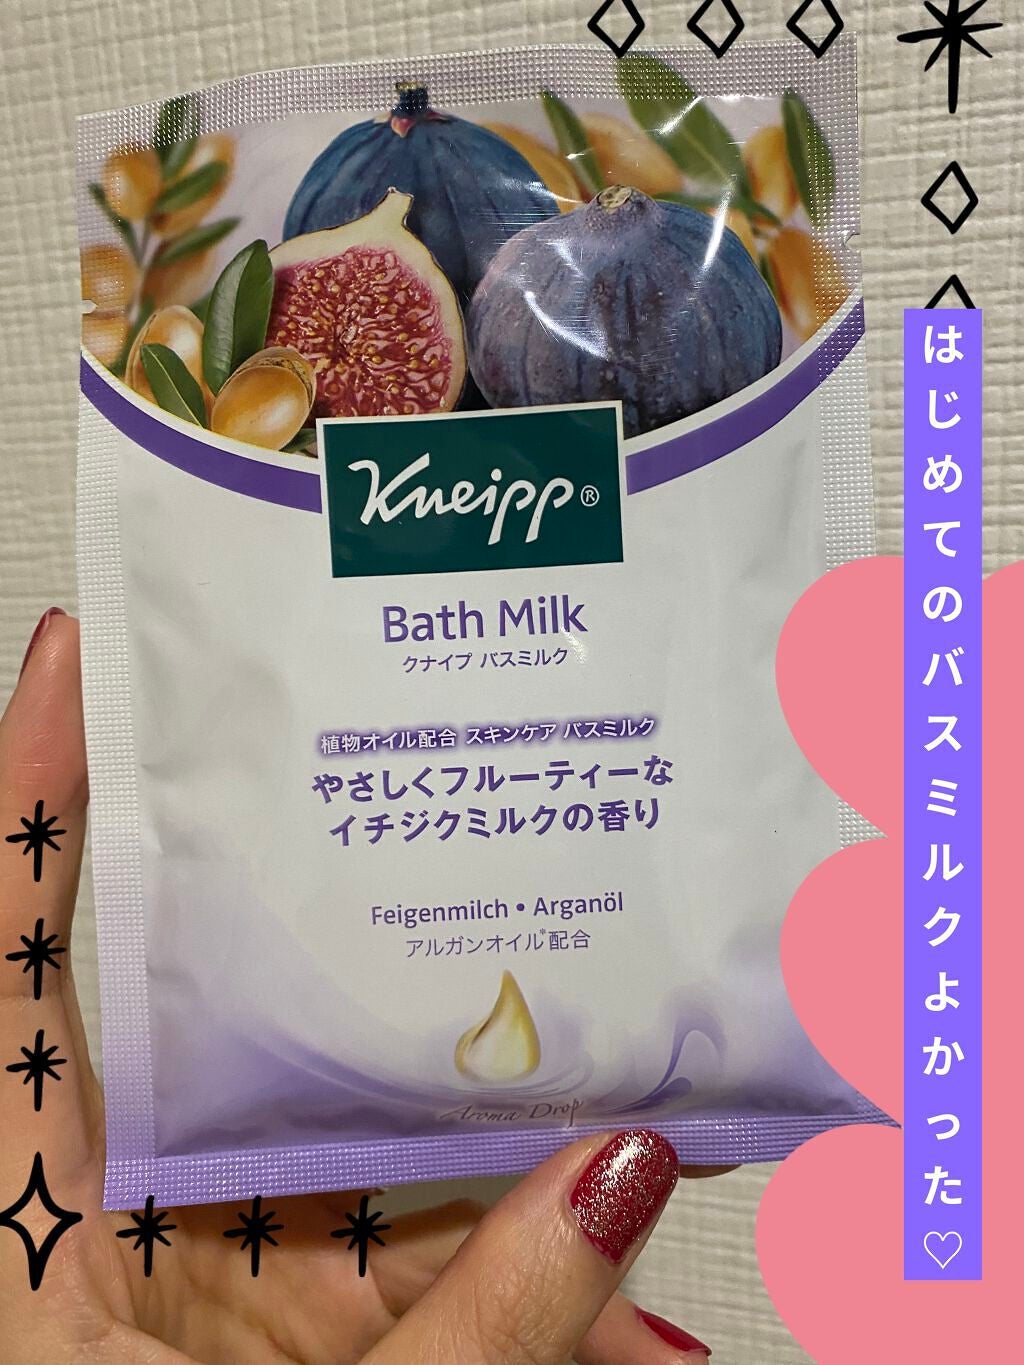 Kneipp®
Bath Milk
クナイプ バスミルク
植物オイル配合 スキンケア バスミルク
やさしくフルーティーな
イチジクミルクの香り
Feigenmilch • Arganöl
アルガンオイル*配合
Aroma Drop
はじめてのバスミルクよかった♡